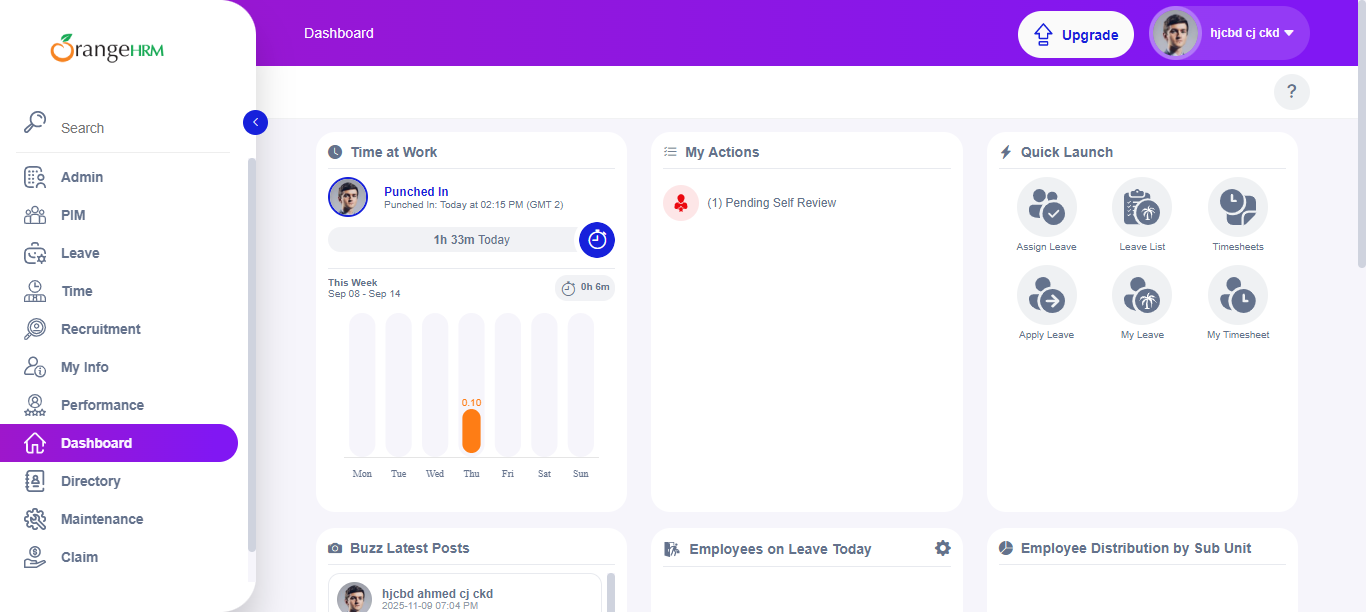 OrangeHRM
Search
Admin
PIM
Leave
Time
Recruitment
My Info
Performance
Dashboard
Directory
Maintenance
Claim
Dashboard
Upgrade
hjcbd cj ckd
?
Time at Work
Punched In
Punched In: Today at 02:15 PM (GMT 2)
1h 33m Today
This Week
Sep 08 - Sep 14
0h 6m
0.10
Mon Tue Wed Thu Fri Sat Sun
My Actions
(1) Pending Self Review
Quick Launch
Assign Leave
Leave List
Timesheets
Apply Leave
My Leave
My Timesheet
Buzz Latest Posts
hjcbd ahmed cj ckd
2025-11-09 07:04 PM
Employees on Leave Today
Employee Distribution by Sub Unit